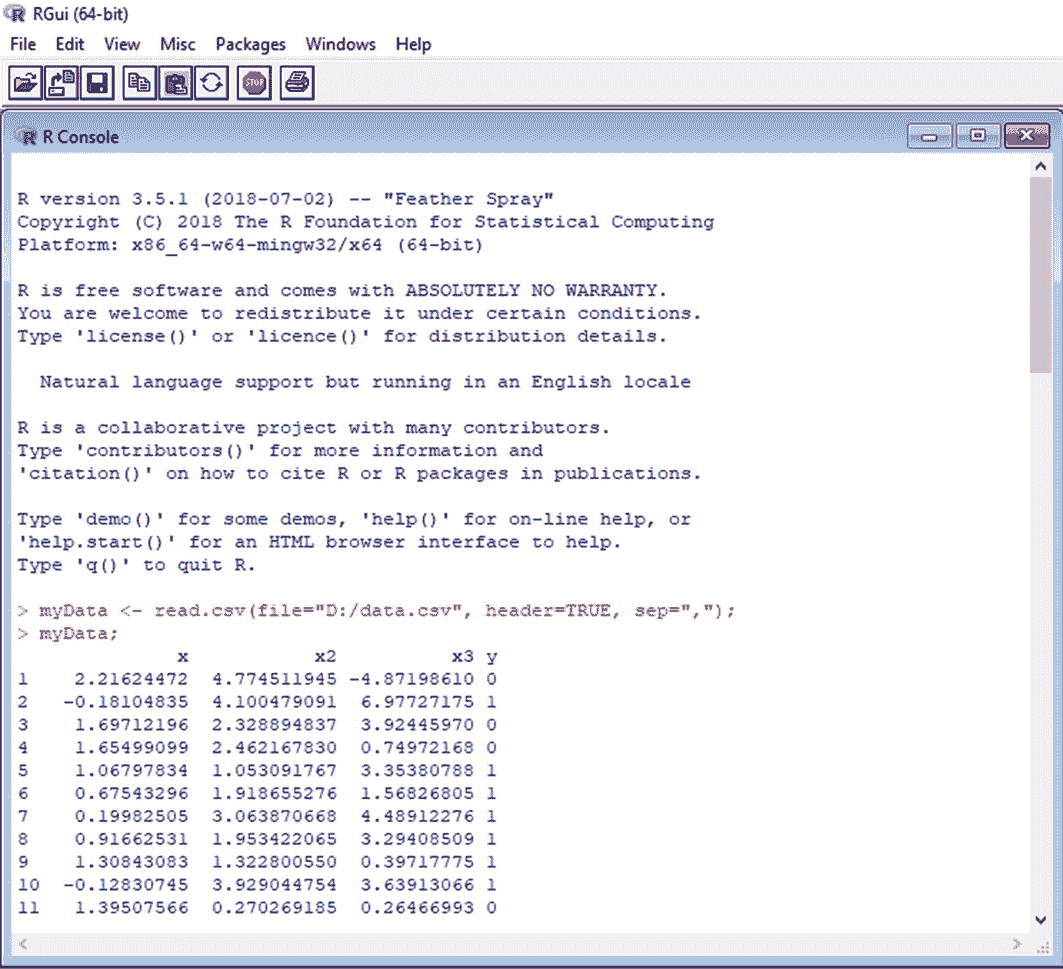 RGui (64-bit)
File Edit View Misc Packages Windows Help
STOP
R Console
R version 3.5.1 (2018-07-02) -- "Feather Spray"
Copyright (C) 2018 The R Foundation for Statistical Computing
Platform: x86_64-w64-mingw32/x64 (64-bit)
R is free software and comes with ABSOLUTELY NO WARRANTY.
You are welcome to redistribute it under certain conditions.
Type 'license()' or 'licence()' for distribution details.
Natural language support but running in an English locale
R is a collaborative project with many contributors.
Type 'contributors()' for more information and
'citation()' on how to cite R or R packages in publications.
Type 'demo()' for some demos, 'help()' for on-line help, or
'help.start()' for an HTML browser interface to help.
Type 'q()' to quit R.
> myData <- read.csv(file="D:/data.csv", header=TRUE, sep=",");
> myData;
x x2 x3 y
1 2.21624472 4.774511945 -4.87198610 0
2 -0.18104835 4.100479091 6.97727175 1
3 1.69712196 2.328894837 3.92445970 0
4 1.65499099 2.462167830 0.74972168 0
5 1.06797834 1.053091767 3.35380788 1
6 0.67543296 1.918655276 1.56826805 1
7 0.19982505 3.063870668 4.48912276 1
8 0.91662531 1.953422065 3.29408509 1
9 1.30843083 1.322800550 0.39717775 1
10 -0.12830745 3.929044754 3.63913066 1
11 1.39507566 0.270269185 0.26466993 0